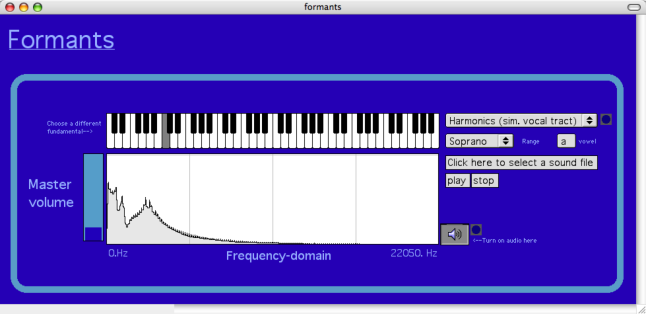 formants
Formants
Choose a different
fundamental-->
Harmonics (sim. vocal tract)
Soprano Range a vowel
Click here to select a sound file
play stop
Master
volume
<--Turn on audio here
0.Hz Frequency-domain 22050. Hz